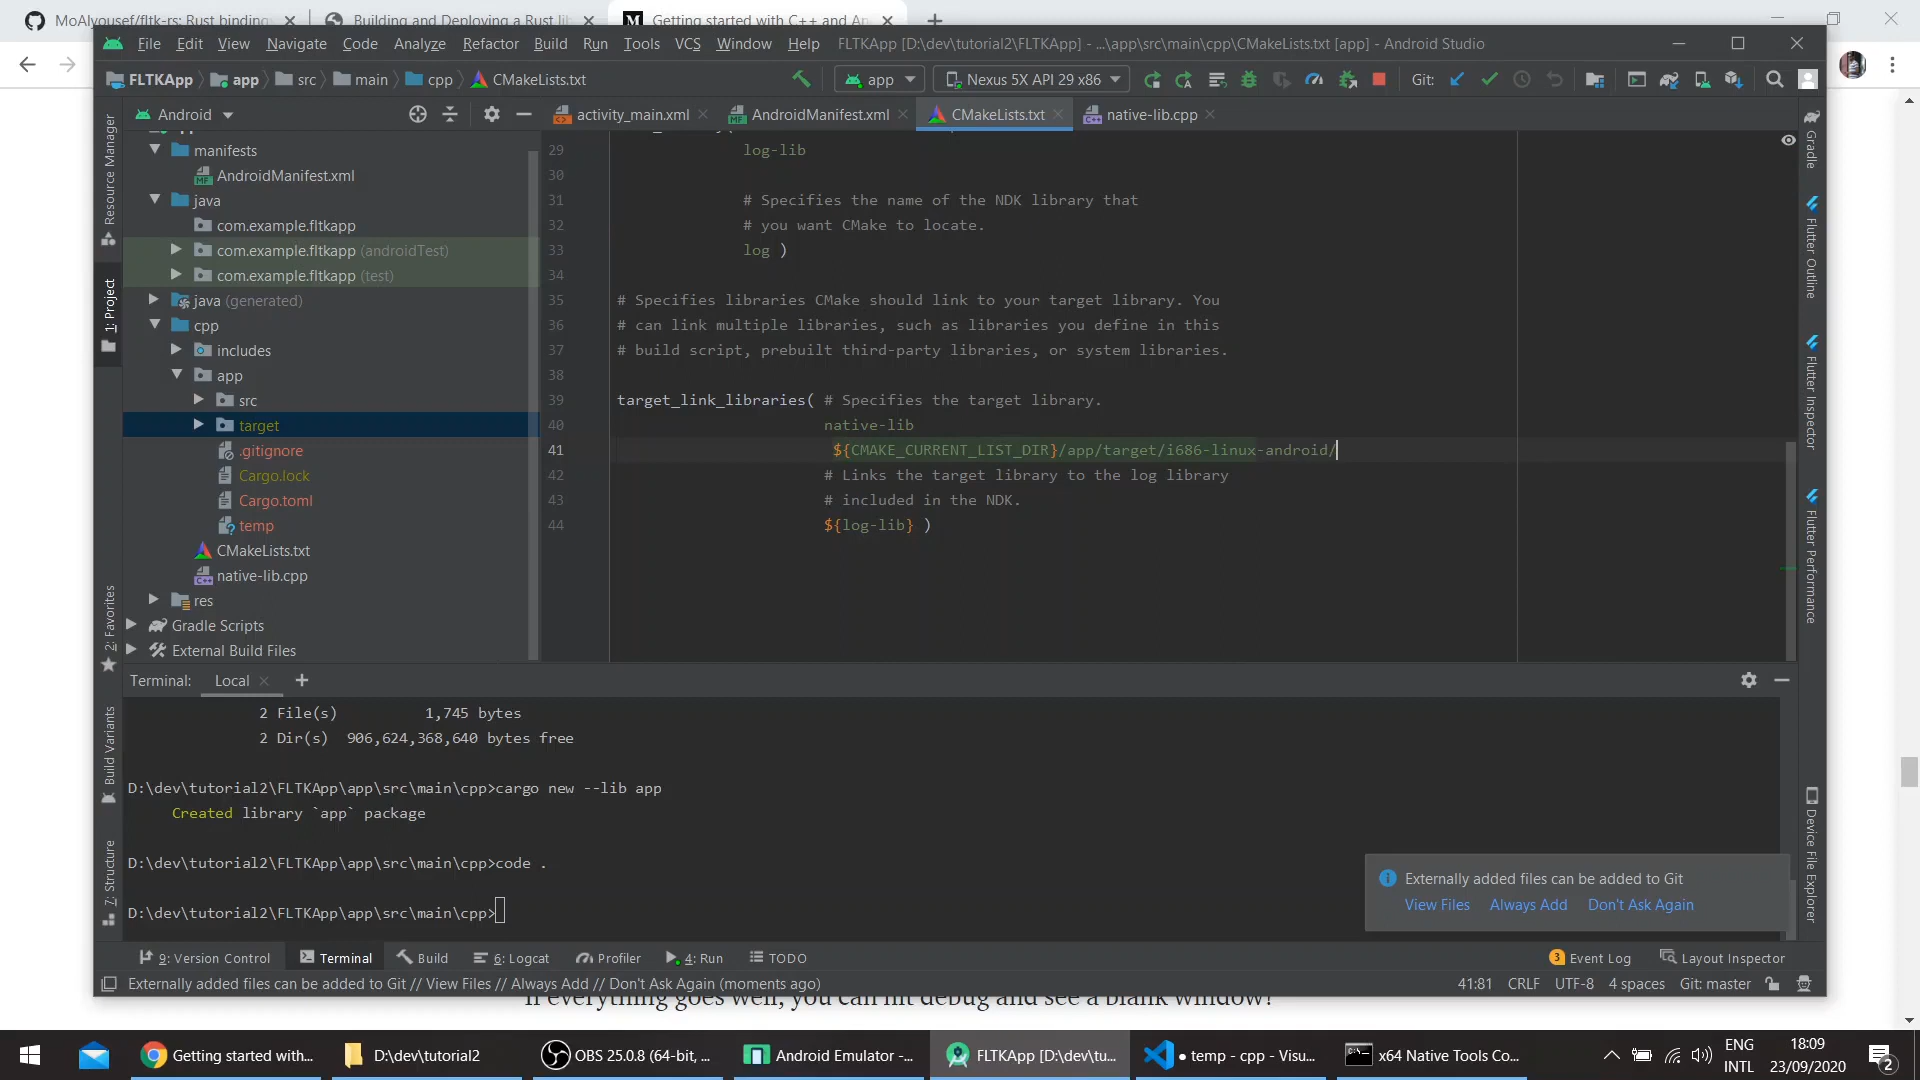 MoAlyousef/fltk-rs: Rust binding
Building and Deploying a Rust lib
Getting started with C++ and An
File Edit View Navigate Code Analyze Refactor Build Run Tools VCS Window Help FLTKApp [D:\dev\tutorial2\FLTKApp] - ...\app\src\main\cpp\CMakeLists.txt [app] - Android Studio
FLTKApp app src main cpp CMakeLists.txt
app
Nexus 5X API 29 x86
Git:
Android
activity_main.xml
AndroidManifest.xml
CMakeLists.txt
native-lib.cpp
Resource Manager
1: Project
2: Favorites
Build Variants
7: Structure
manifests
AndroidManifest.xml
java
com.example.fltkapp
com.example.fltkapp (androidTest)
com.example.fltkapp (test)
java (generated)
cpp
includes
app
src
target
.gitignore
Cargo.lock
Cargo.toml
temp
CMakeLists.txt
native-lib.cpp
res
Gradle Scripts
External Build Files
29 log-lib
30
31 # Specifies the name of the NDK library that
32 # you want CMake to locate.
33 log )
34
35 # Specifies libraries CMake should link to your target library. You
36 # can link multiple libraries, such as libraries you define in this
37 # build script, prebuilt third-party libraries, or system libraries.
38
39 target_link_libraries( # Specifies the target library.
40 native-lib
41 ${CMAKE_CURRENT_LIST_DIR}/app/target/i686-linux-android/
42 # Links the target library to the log library
43 # included in the NDK.
44 ${log-lib} )
Gradle
Flutter Outline
Flutter Inspector
Flutter Performance
Device File Explorer
Terminal: Local
2 File(s) 1,745 bytes
2 Dir(s) 906,624,368,640 bytes free
D:\dev\tutorial2\FLTKApp\app\src\main\cpp>cargo new --lib app
Created library `app` package
D:\dev\tutorial2\FLTKApp\app\src\main\cpp>code .
D:\dev\tutorial2\FLTKApp\app\src\main\cpp>
Externally added files can be added to Git
View Files Always Add Don't Ask Again
9: Version Control Terminal Build 6: Logcat Profiler 4: Run TODO
3 Event Log Layout Inspector
Externally added files can be added to Git // View Files // Always Add // Don't Ask Again (moments ago)
41:81 CRLF UTF-8 4 spaces Git: master
If everything goes well, you can hit debug and see a blank window!
Getting started with...
D:\dev\tutorial2
OBS 25.0.8 (64-bit, ...
Android Emulator -...
FLTKApp [D:\dev\tu...
● temp - cpp - Visu...
x64 Native Tools Co...
ENG
INTL
18:09
23/09/2020
2